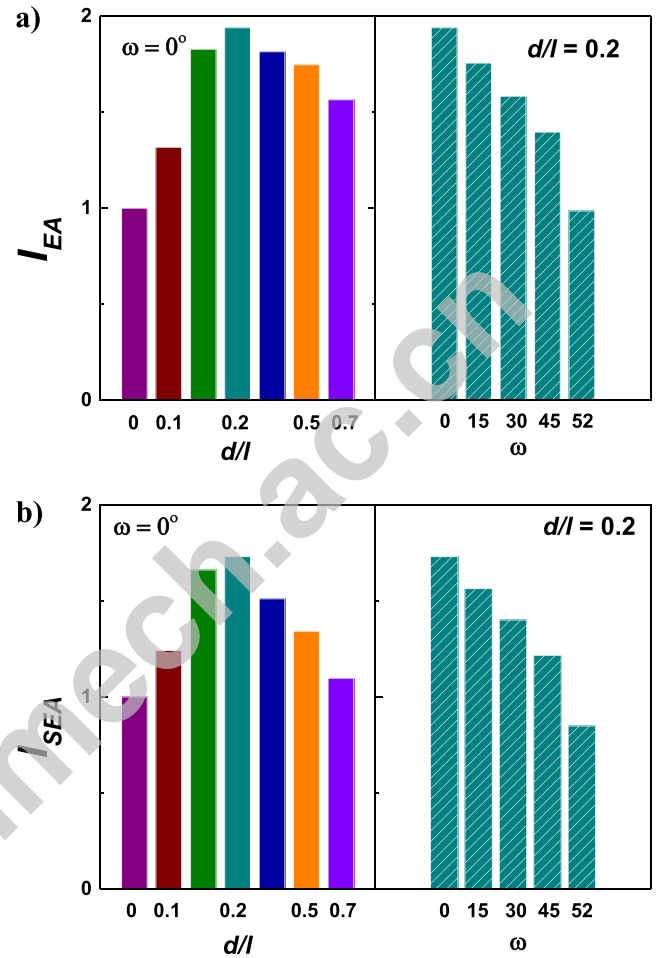 a)
2
ω = 0°
d/l = 0.2
1
I_EA
0
0 0.1 0.2 0.5 0.7
0 15 30 45 52
d/l
ω
b)
2
ω = 0°
d/l = 0.2
1
I_SEA
0
0 0.1 0.2 0.5 0.7
0 15 30 45 52
d/l
ω
mech.ac.cn